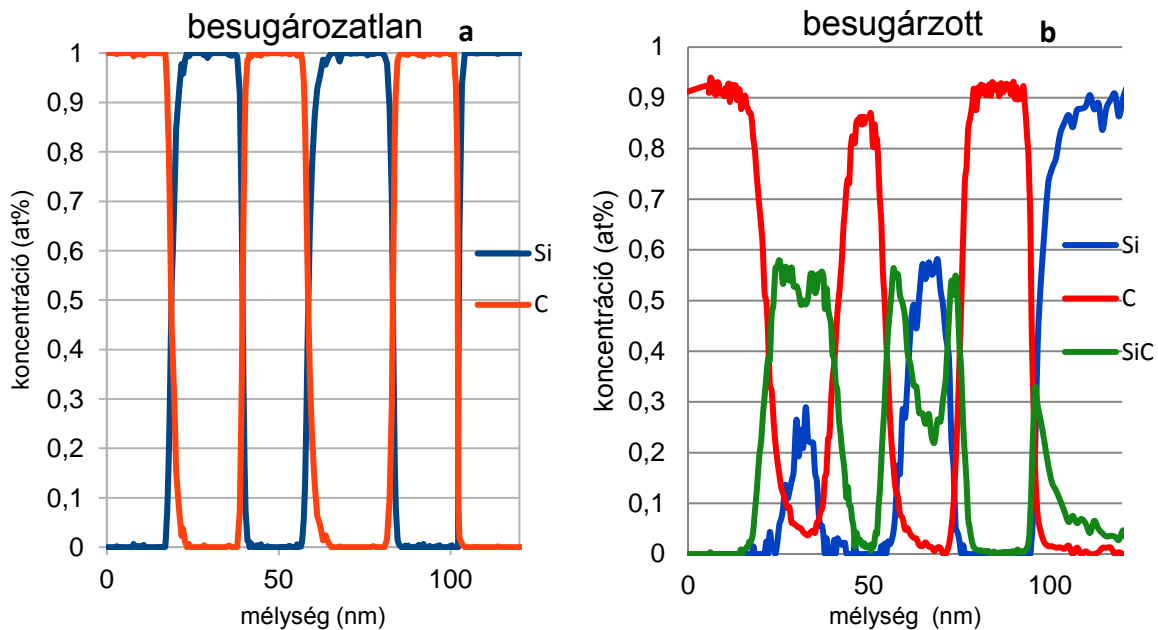 besugározatlan a
koncentráció (at%)
1
0,9
0,8
0,7
0,6
0,5
0,4
0,3
0,2
0,1
0
0 50 100
mélység (nm)
Si
C
besugárzott b
koncentráció (at%)
1
0,9
0,8
0,7
0,6
0,5
0,4
0,3
0,2
0,1
0
0 50 100
mélység (nm)
Si
C
SiC